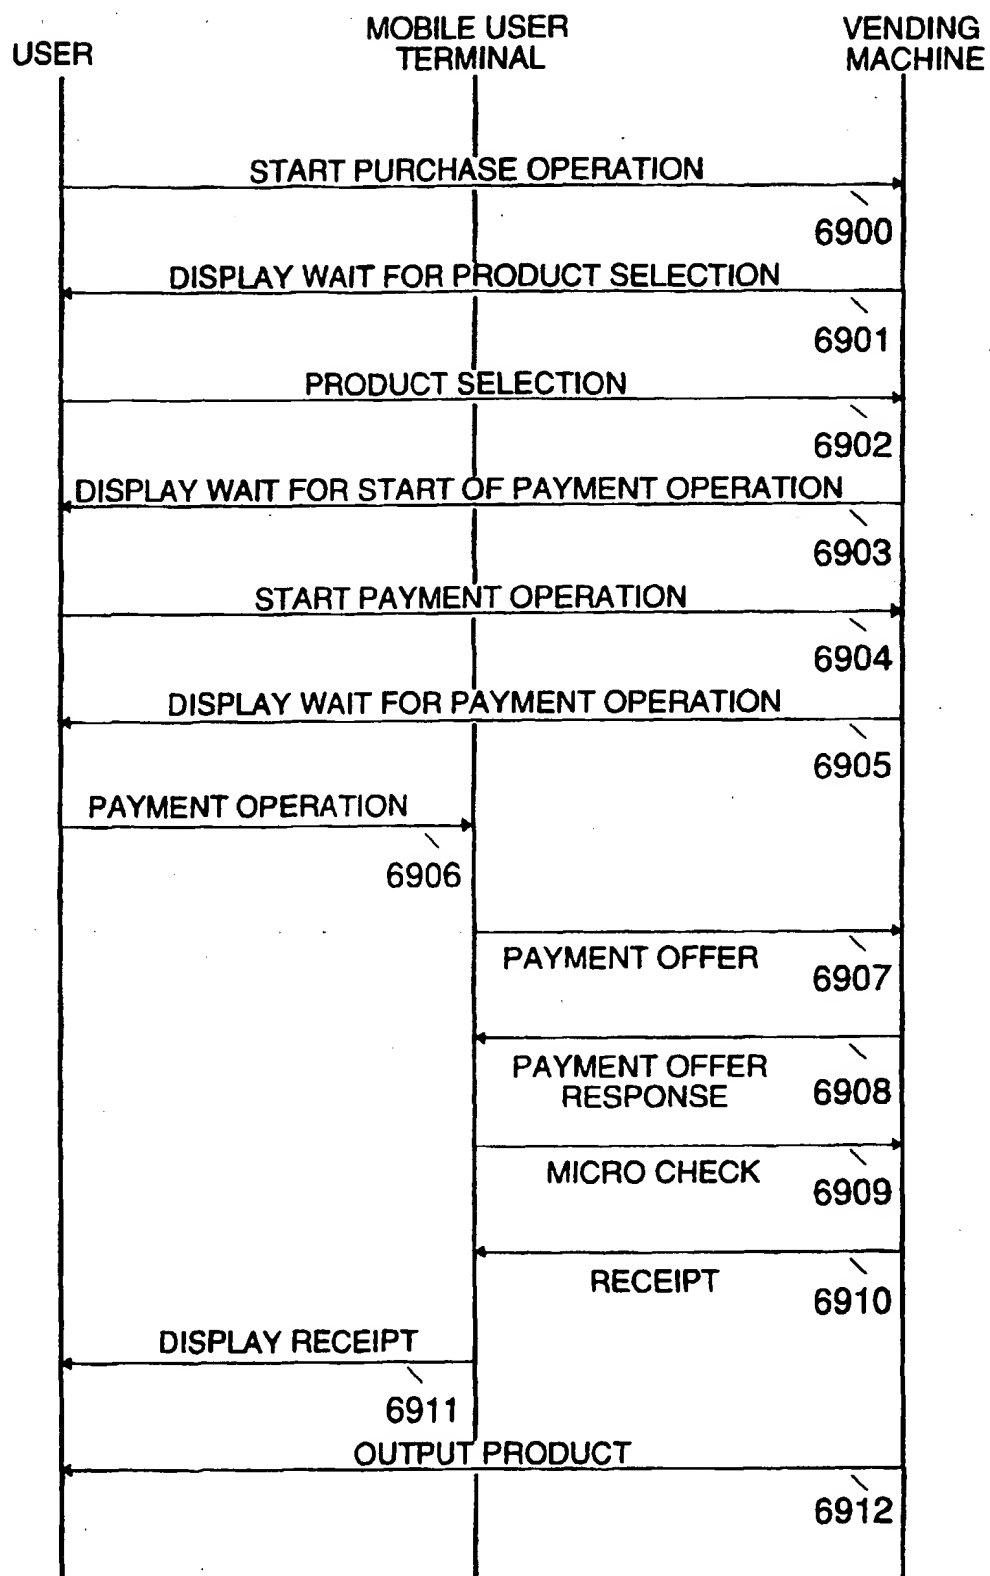 USER
MOBILE USER
TERMINAL
VENDING
MACHINE
START PURCHASE OPERATION
6900
DISPLAY WAIT FOR PRODUCT SELECTION
6901
PRODUCT SELECTION
6902
DISPLAY WAIT FOR START OF PAYMENT OPERATION
6903
START PAYMENT OPERATION
6904
DISPLAY WAIT FOR PAYMENT OPERATION
6905
PAYMENT OPERATION
6906
PAYMENT OFFER
6907
PAYMENT OFFER
RESPONSE
6908
MICRO CHECK
6909
RECEIPT
6910
DISPLAY RECEIPT
6911
OUTPUT PRODUCT
6912